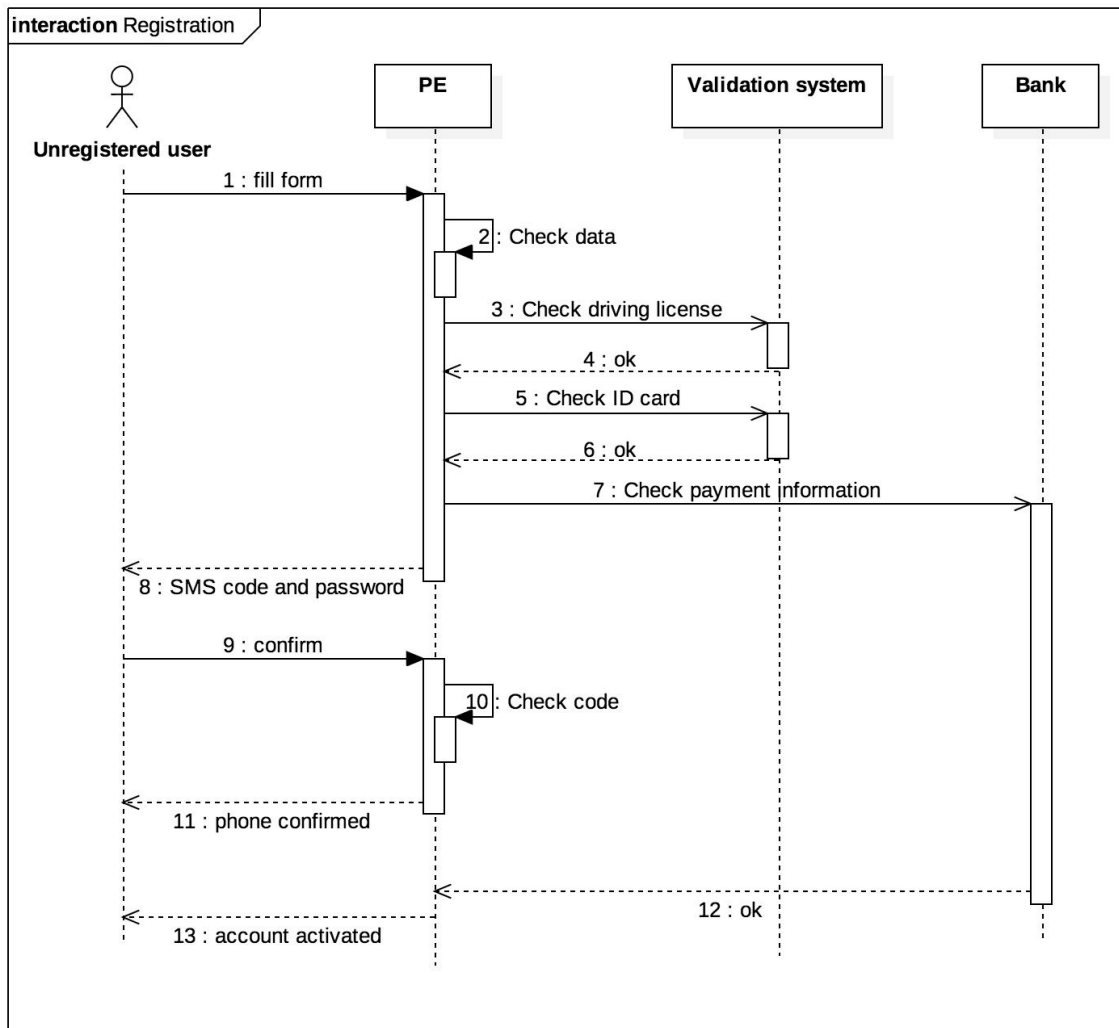 interaction Registration
PE
Validation system
Bank
Unregistered user
1 : fill form
2 : Check data
3 : Check driving license
4 : ok
5 : Check ID card
6 : ok
7 : Check payment information
8 : SMS code and password
9 : confirm
10 : Check code
11 : phone confirmed
12 : ok
13 : account activated